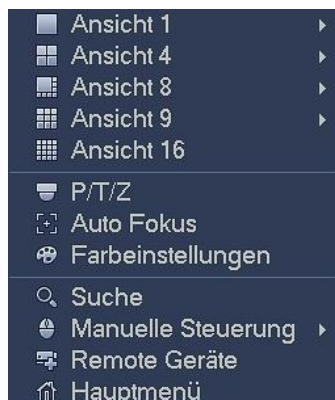 Ansicht 1
Ansicht 4
Ansicht 8
Ansicht 9
Ansicht 16
P/T/Z
Auto Fokus
Farbeinstellungen
Suche
Manuelle Steuerung
Remote Geräte
Hauptmenü